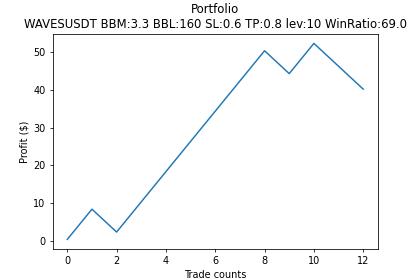 Portfolio
WAVESUSDT BBM:3.3 BBL:160 SL:0.6 TP:0.8 lev:10 WinRatio:69.0
Profit ($)
50
40
30
20
10
0
0 2 4 6 8 10 12
Trade counts